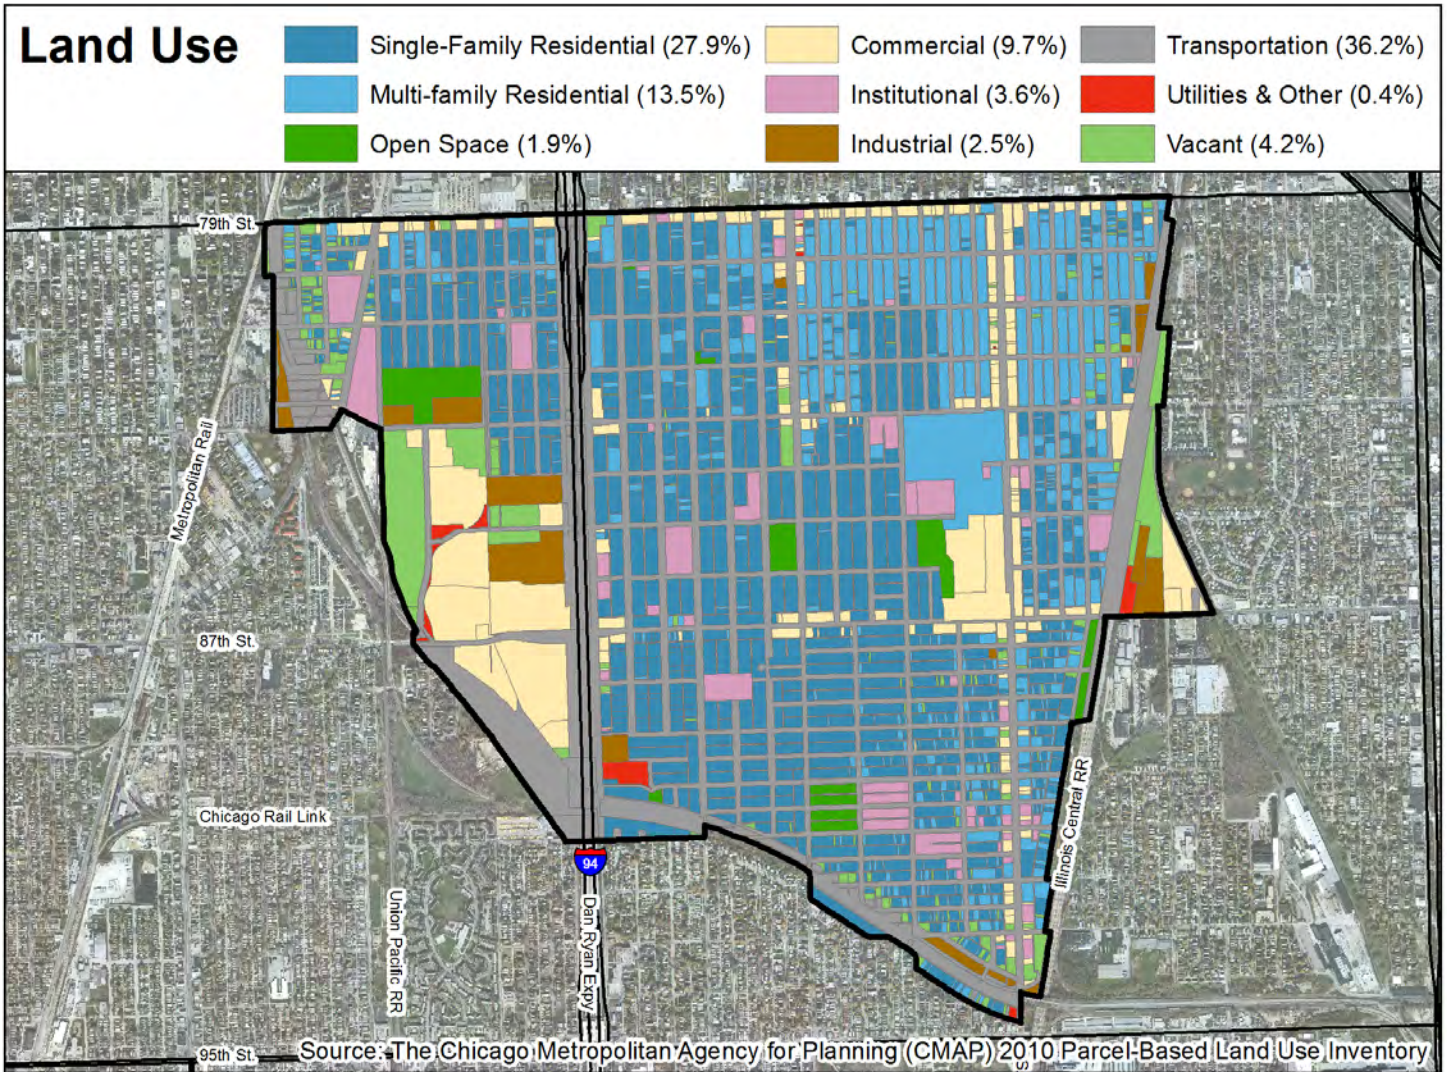 Land Use
Single-Family Residential (27.9%)
Commercial (9.7%)
Transportation (36.2%)
Multi-family Residential (13.5%)
Institutional (3.6%)
Utilities & Other (0.4%)
Open Space (1.9%)
Industrial (2.5%)
Vacant (4.2%)
79th St.
Metropolitan Rail
87th St.
Chicago Rail Link
Illinois Central RR
94
Union Pacific RR
Dan Ryan Expy
95th St.
Source: The Chicago Metropolitan Agency for Planning (CMAP) 2010 Parcel-Based Land Use Inventory